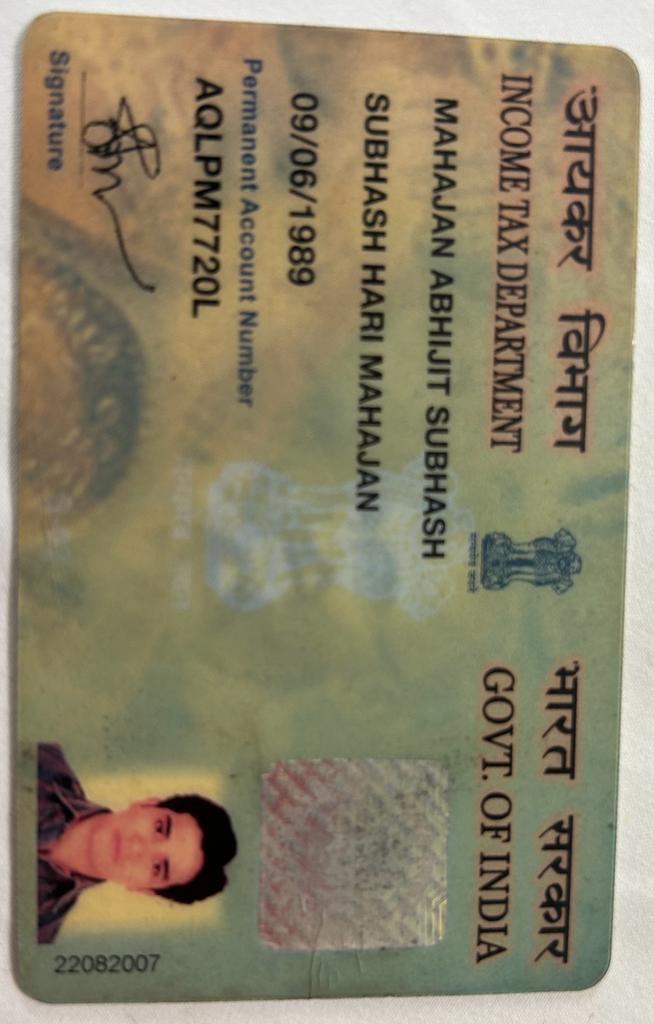 आयकर विभाग
INCOME TAX DEPARTMENT
भारत सरकार
GOVT. OF INDIA
सत्यमेव जयते
MAHAJAN ABHIJIT SUBHASH
SUBHASH HARI MAHAJAN
09/06/1989
Permanent Account Number
AQLPM7720L
Signature
22082007